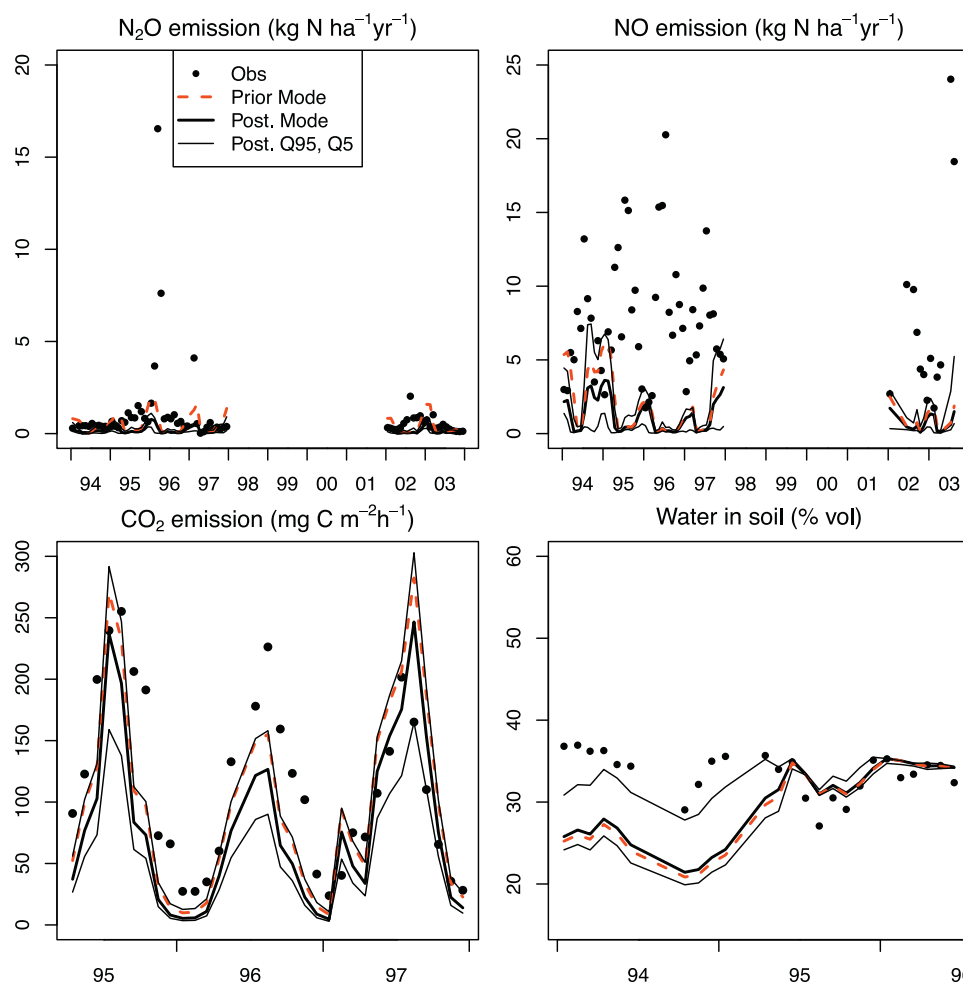 N₂O emission (kg N ha⁻¹yr⁻¹)
NO emission (kg N ha⁻¹yr⁻¹)
Obs
Prior Mode
Post. Mode
Post. Q95, Q5
20
15
10
5
0
94 95 96 97 98 99 00 01 02 03
25
20
15
10
5
0
94 95 96 97 98 99 00 01 02 03
CO₂ emission (mg C m⁻²h⁻¹)
Water in soil (% vol)
300
250
200
150
100
50
0
95 96 97
60
50
40
30
20
94 95